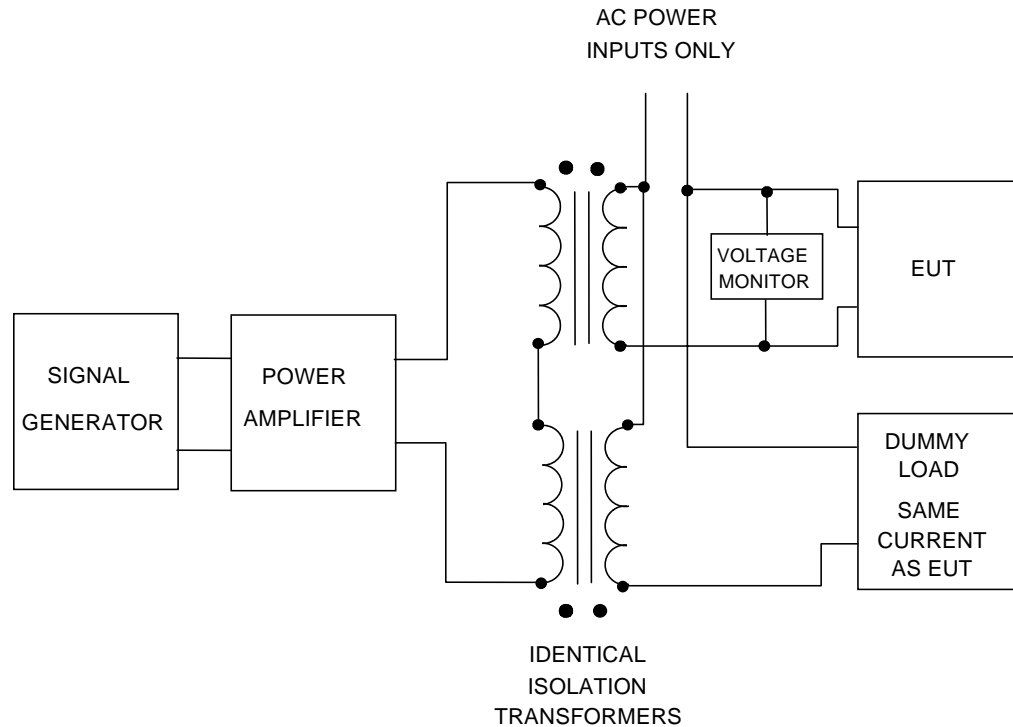 AC POWER
INPUTS ONLY
VOLTAGE
MONITOR
EUT
SIGNAL
GENERATOR
POWER
AMPLIFIER
DUMMY
LOAD
SAME
CURRENT
AS EUT
IDENTICAL
ISOLATION
TRANSFORMERS